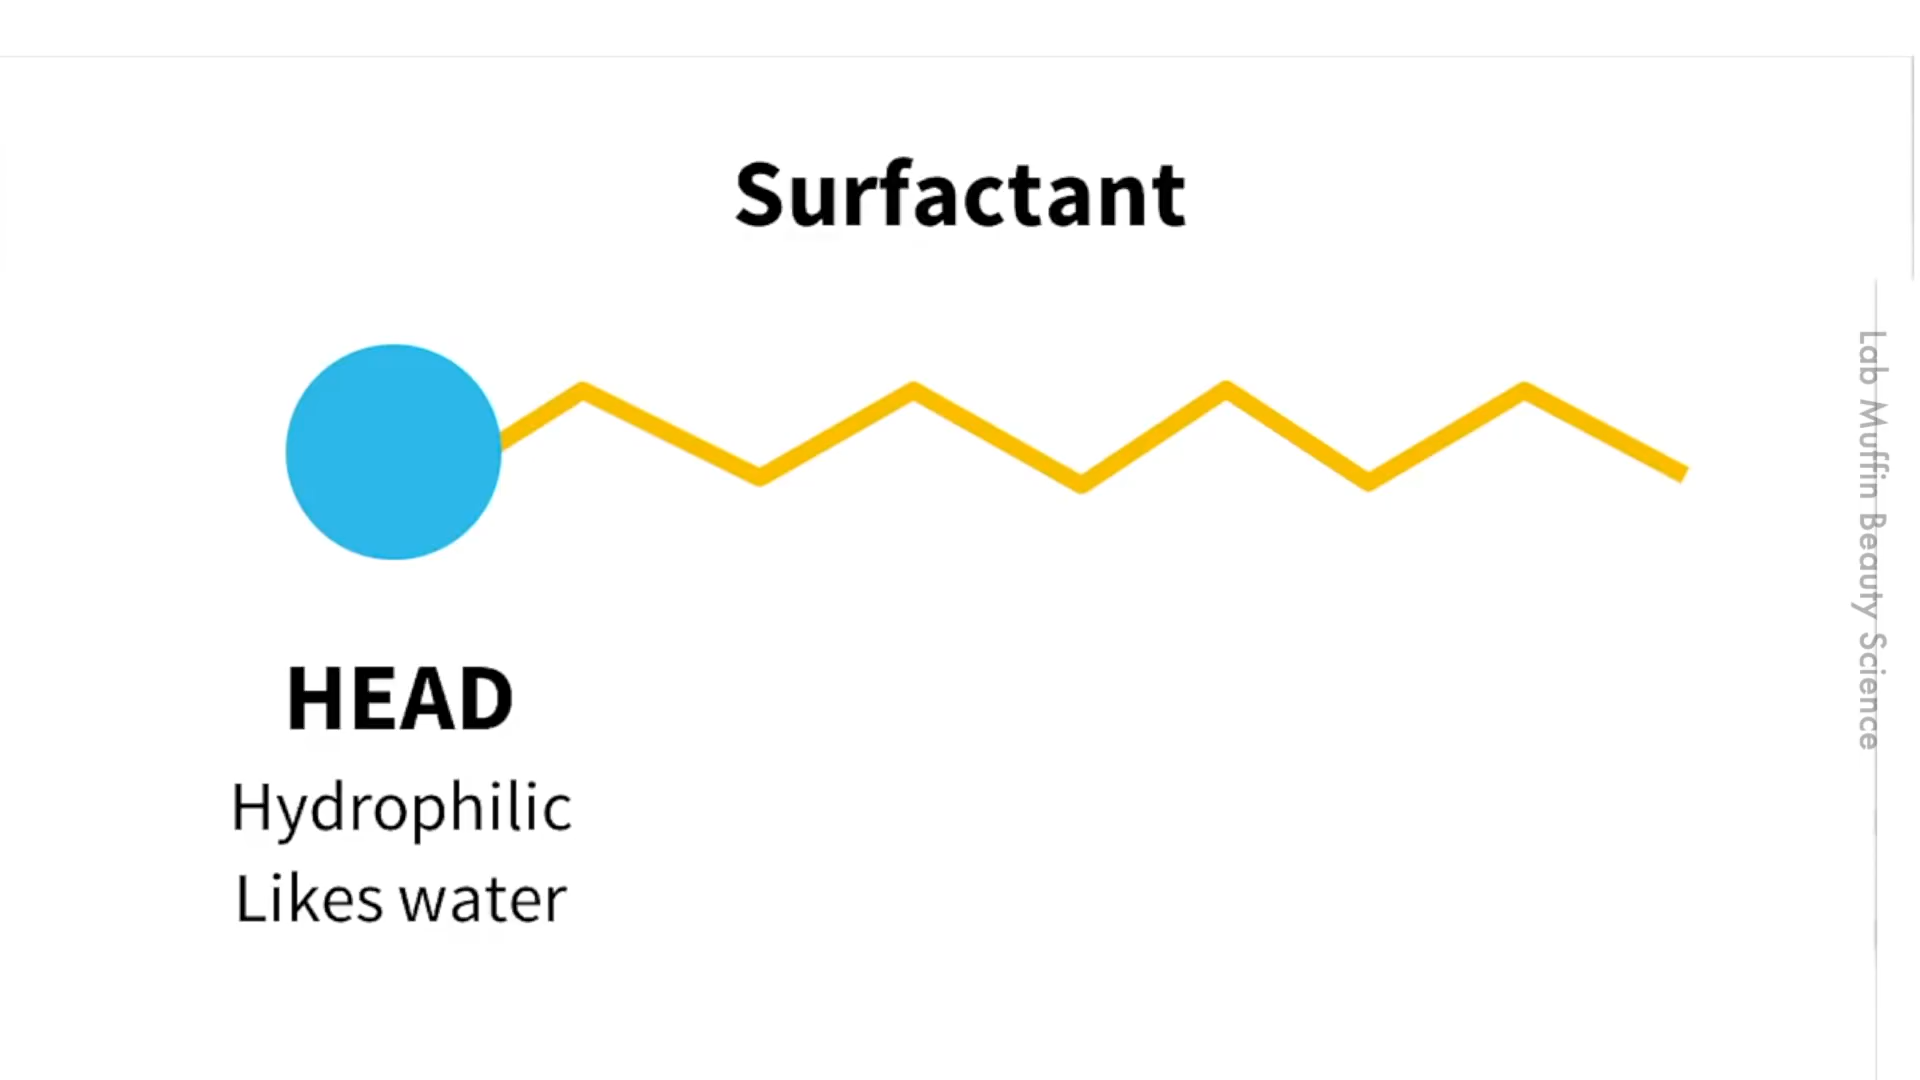 Surfactant
HEAD
Hydrophilic
Likes water
Lab Muffin Beauty Science